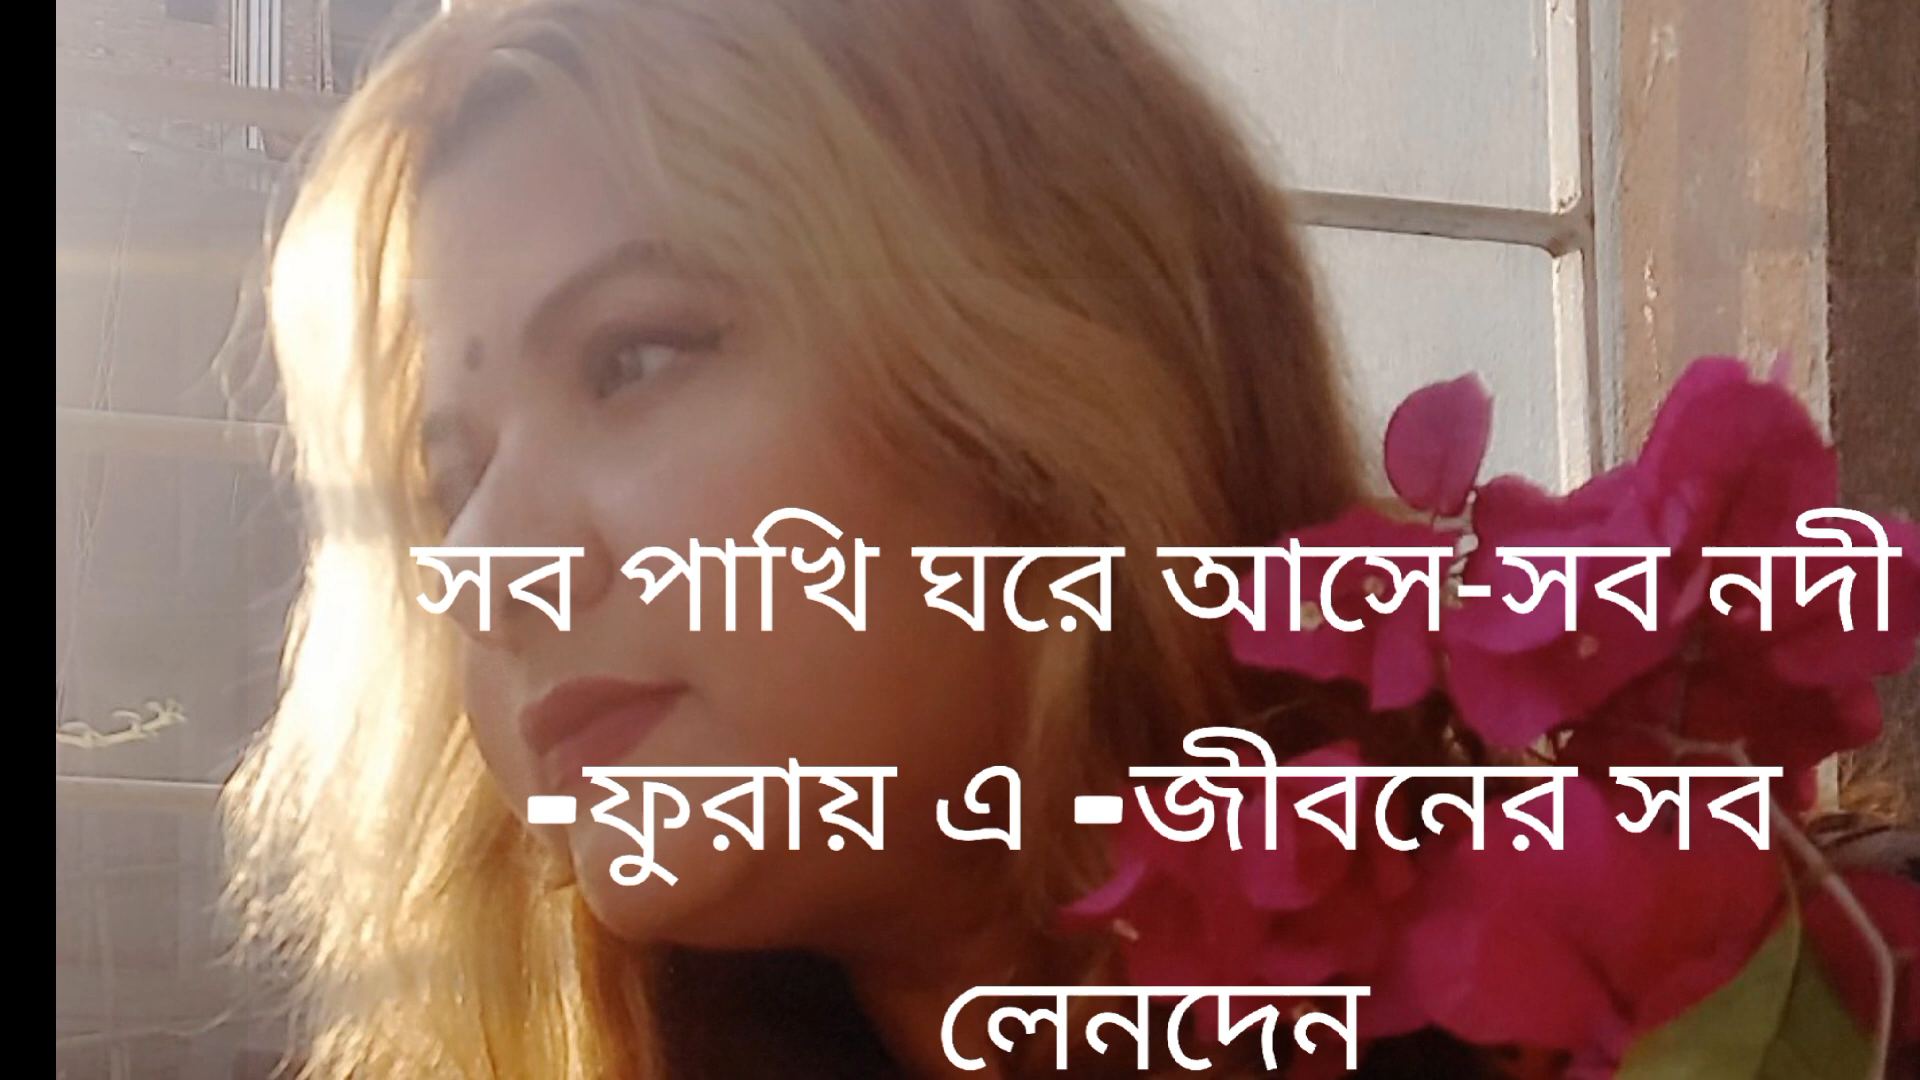 সব পাখি ঘরে আসে-সব নদী
-ফুরায় এ -জীবনের সব
লেনদেন